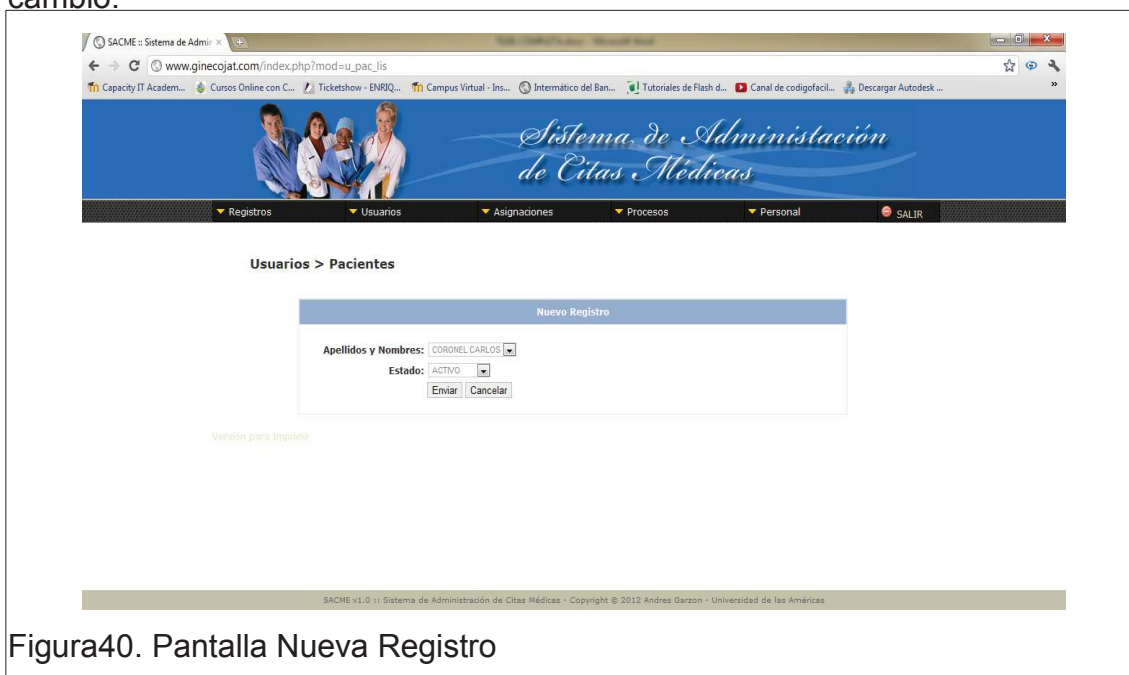 cambio.
SACME :: Sistema de Admir ×
www.ginecojat.com/index.php?mod=u_pac_lis
Capacity IT Academ... Cursos Online con C... Ticketshow - ENRIQ... Campus Virtual - Ins... Intermático del Ban... Tutoriales de Flash d... Canal de codigofacil... Descargar Autodesk ... »
Sistema de Administación
de Citas Médicas
Registros Usuarios Asignaciones Procesos Personal SALIR
Usuarios > Pacientes
Nuevo Registro
Apellidos y Nombres: CORONEL CARLOS
Estado: ACTIVO
Enviar Cancelar
Versión para Imprimir
SACME v1.0 :: Sistema de Administración de Citas Médicas - Copyright © 2012 Andres Garzon - Universidad de las Américas
Figura40. Pantalla Nueva Registro